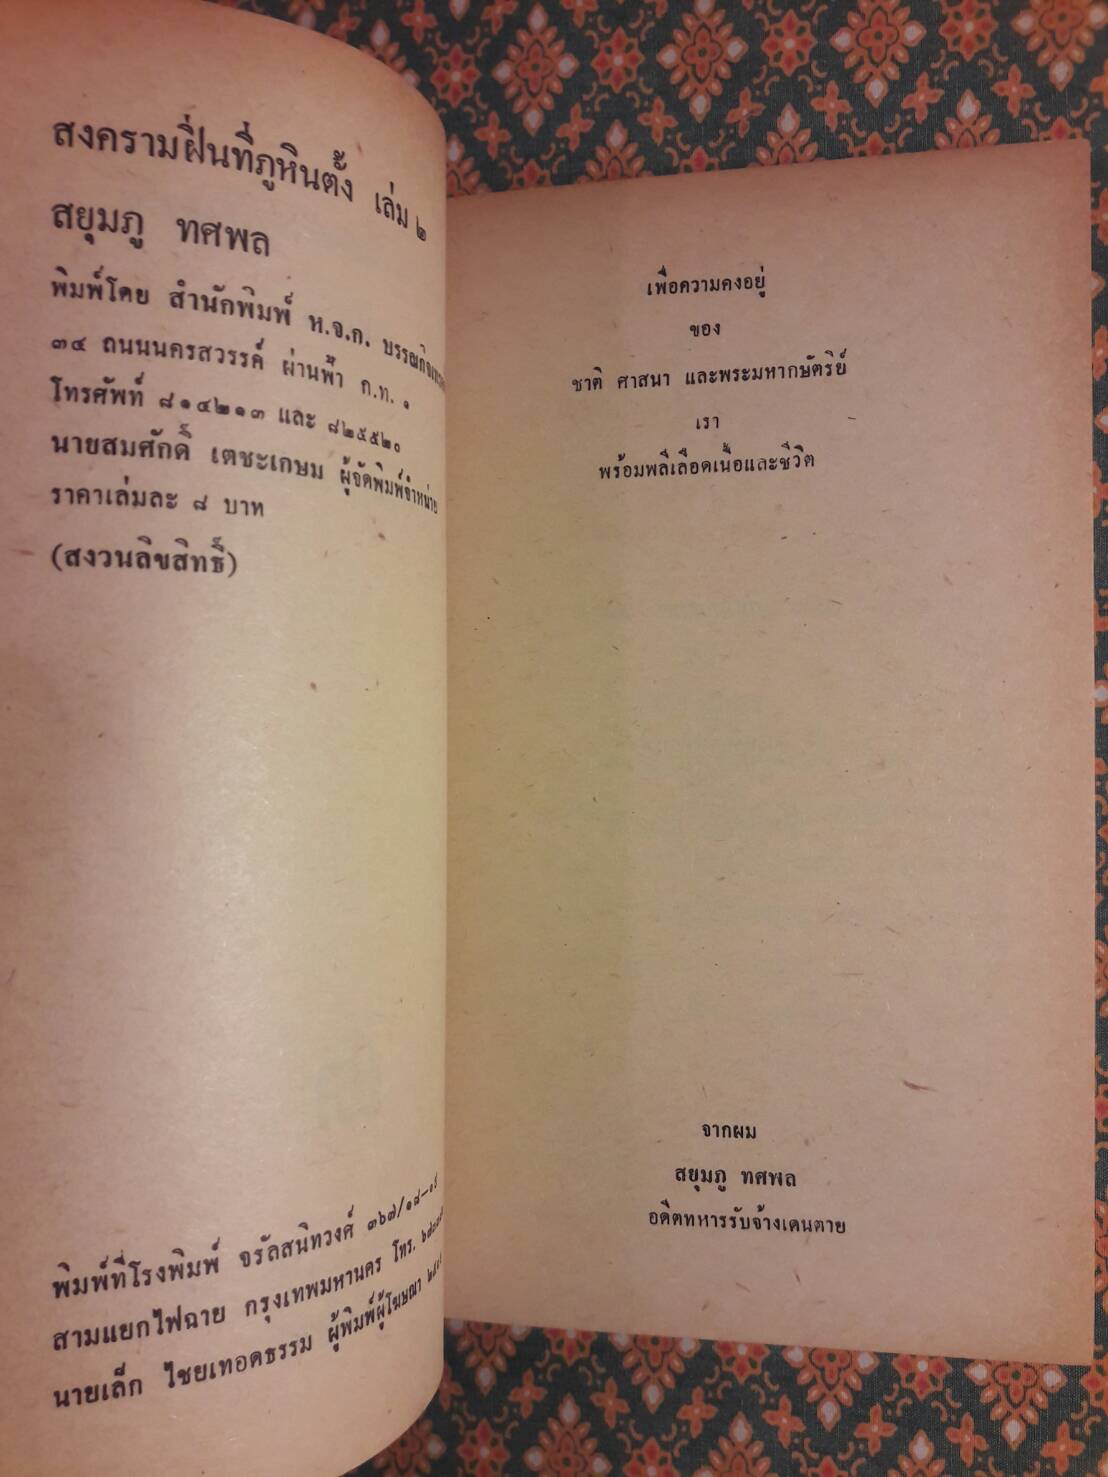 สงครามฝิ่นที่ภูหินตั้ง เล่ม ๒
สยุมภู ทศพล
พิมพ์โดย สำนักพิมพ์ ห.จ.ก.
๓๔ ถนนนครสวรรค์ ผ่านฟ้า ก.ท. ๑
โทรศัพท์ ๘๑๔๒๑๓ และ ๘๒๕๕๒๐
นายสมศักดิ์ เตชะเกษม ผู้จัดพิมพ์จำหน่าย
ราคาเล่มละ ๘ บาท
(สงวนลิขสิทธิ์)
พิมพ์ที่โรงพิมพ์ จรัลสนิทวงศ์ ๓๖๗/๑๘-๑๙
สามแยกไฟฉาย กรุงเทพมหานคร โทร.
นายเล็ก ไชยเทอดธรรม ผู้พิมพ์ผู้โฆษณา
เพื่อความคงอยู่
ของ
ชาติ ศาสนา และพระมหากษัตริย์
เรา
พร้อมพลีเลือดเนื้อและชีวิต
จากผม
สยุมภู ทศพล
อดีตทหารรับจ้างเดนตาย